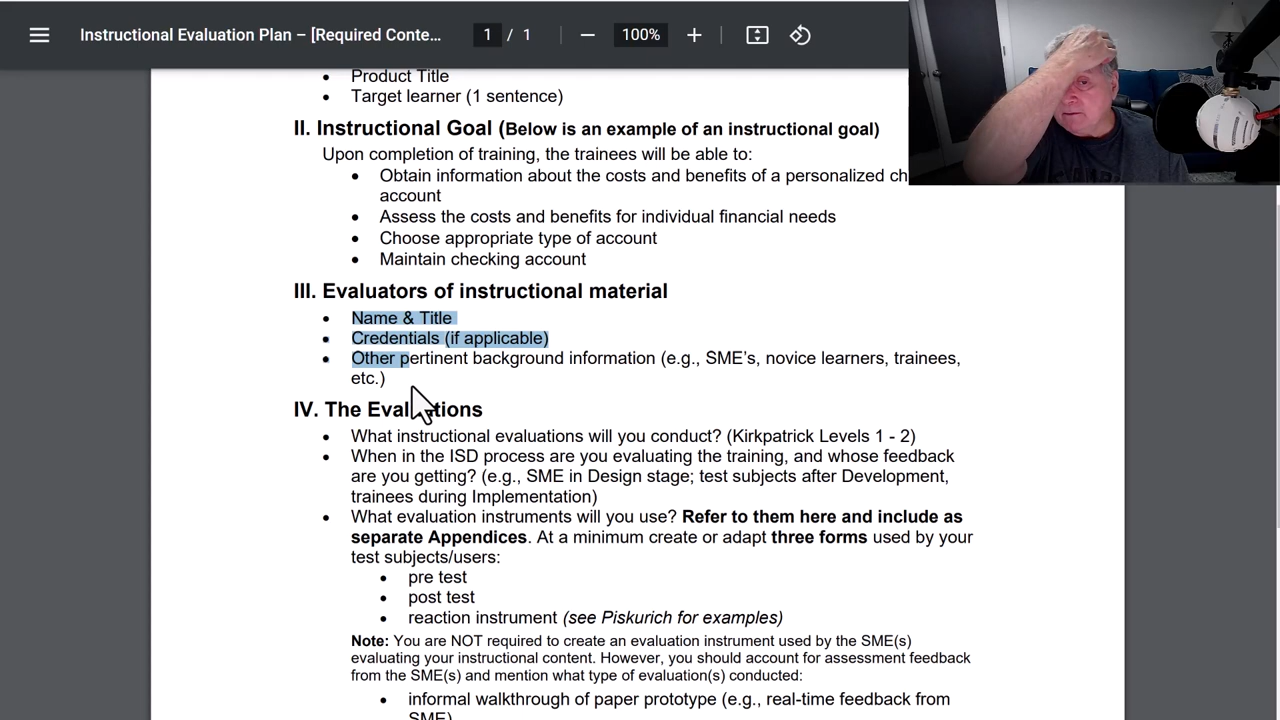 Instructional Evaluation Plan – [Required Conte...
1 / 1
100%
• Product Title
• Target learner (1 sentence)
II. Instructional Goal (Below is an example of an instructional goal)
Upon completion of training, the trainees will be able to:
• Obtain information about the costs and benefits of a personalized ch
account
• Assess the costs and benefits for individual financial needs
• Choose appropriate type of account
• Maintain checking account
III. Evaluators of instructional material
• Name & Title
• Credentials (if applicable)
• Other pertinent background information (e.g., SME's, novice learners, trainees,
etc.)
IV. The Evaluations
• What instructional evaluations will you conduct? (Kirkpatrick Levels 1 - 2)
• When in the ISD process are you evaluating the training, and whose feedback
are you getting? (e.g., SME in Design stage; test subjects after Development,
trainees during Implementation)
• What evaluation instruments will you use? Refer to them here and include as
separate Appendices. At a minimum create or adapt three forms used by your
test subjects/users:
• pre test
• post test
• reaction instrument (see Piskurich for examples)
Note: You are NOT required to create an evaluation instrument used by the SME(s)
evaluating your instructional content. However, you should account for assessment feedback
from the SME(s) and mention what type of evaluation(s) conducted:
• informal walkthrough of paper prototype (e.g., real-time feedback from
SME)